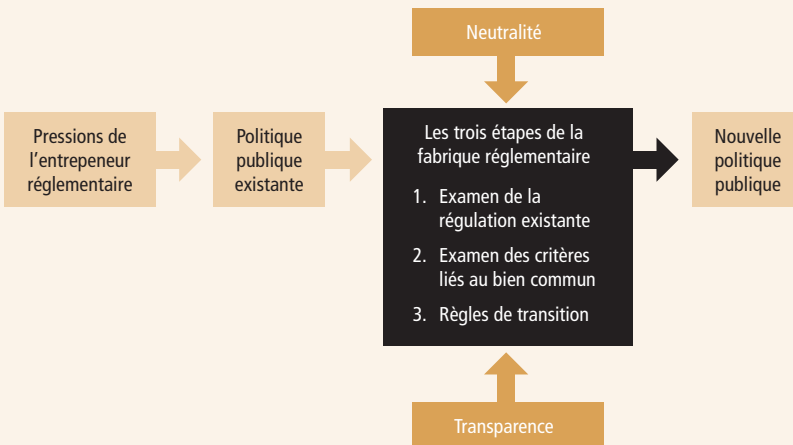 Neutralité
Pressions de
l'entrepeneur
réglementaire
Politique
publique
existante
Les trois étapes de la
fabrique réglementaire
1. Examen de la
régulation existante
2. Examen des critères
liés au bien commun
3. Règles de transition
Nouvelle
politique
publique
Transparence